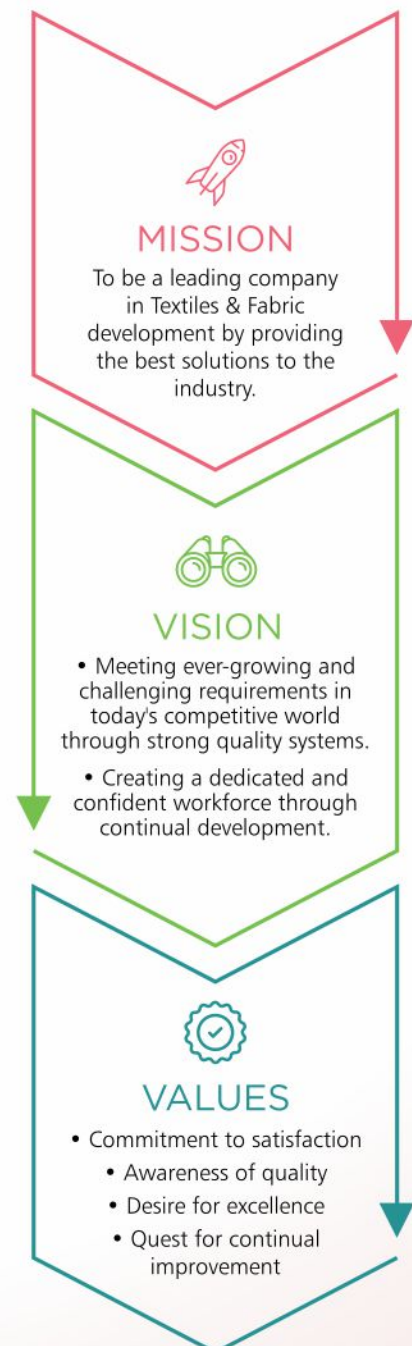 MISSION
To be a leading company
in Textiles & Fabric
development by providing
the best solutions to the
industry.
VISION
• Meeting ever-growing and
challenging requirements in
today's competitive world
through strong quality systems.
• Creating a dedicated and
confident workforce through
continual development.
VALUES
• Commitment to satisfaction
• Awareness of quality
• Desire for excellence
• Quest for continual
improvement